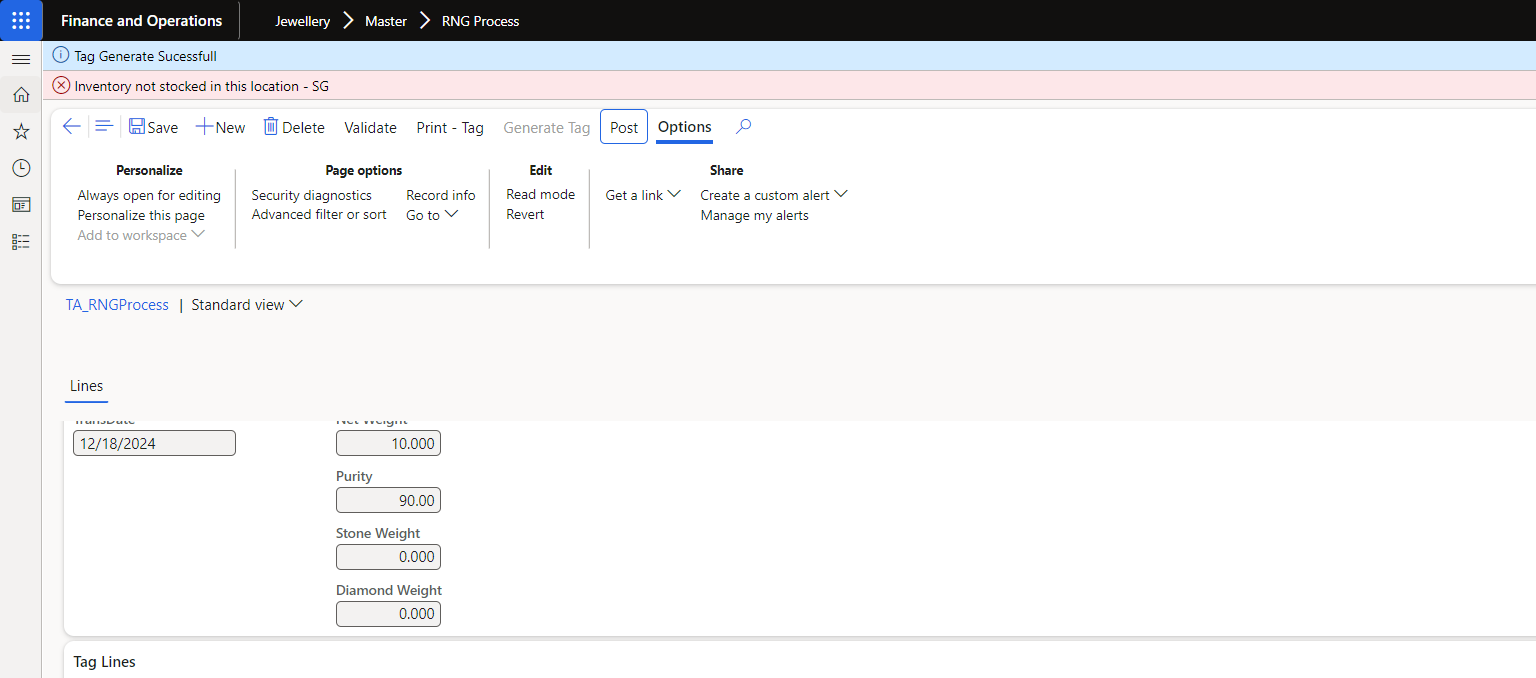 Finance and Operations
Jewellery > Master > RNG Process
Tag Generate Sucessfull
Inventory not stocked in this location - SG
Save New Delete Validate Print - Tag Generate Tag Post Options
Personalize
Always open for editing
Personalize this page
Add to workspace
Page options
Security diagnostics
Advanced filter or sort
Record info
Go to
Edit
Read mode
Revert
Share
Get a link
Create a custom alert
Manage my alerts
TA_RNGProcess | Standard view
Lines
TransDate
12/18/2024
Net Weight
10.000
Purity
90.00
Stone Weight
0.000
Diamond Weight
0.000
Tag Lines